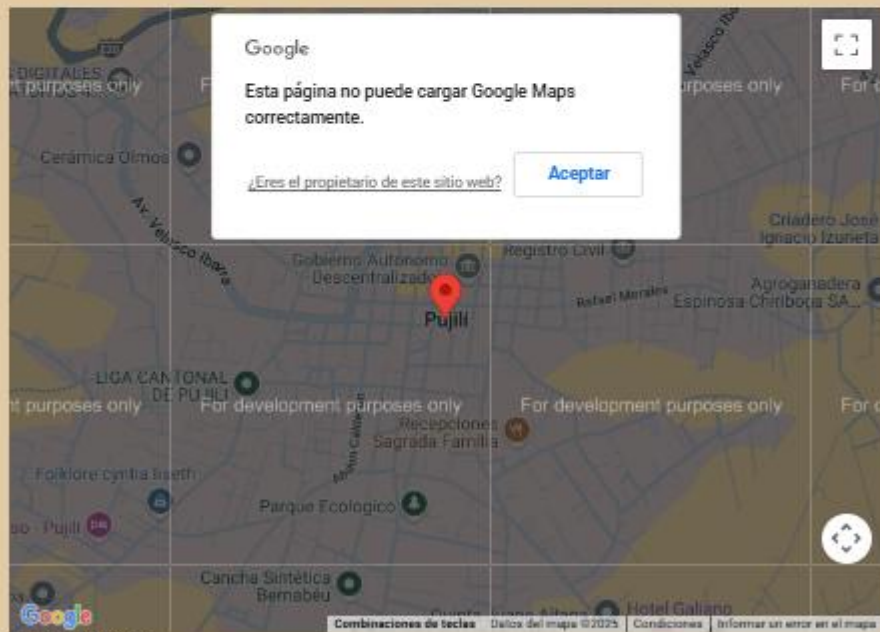 Google
Esta página no puede cargar Google Maps
correctamente.
¿Eres el propietario de este sitio web?
Aceptar
Velasco Iba
DIGITALES
t purposes only
F
rposes only
For d
Cerámica Olmos
Av. Velasco Ibarra
Gobierno Autónomo
Descentralizado
Registro Civil
Criadero José
Ignacio Izurieta
Rafael Morales
Agroganadera
Espinosa Chiriboga SA...
Pujilí
LIGA CANTONAL
DE PUJILI
t purposes only
For development purposes only
For development purposes only
For d
Recepciones
Sagrada Familia
Folklore cyntia liseth
Parque Ecologico
so - Pujilí
Cancha Sintética
Bernabéu
Hotel Galiano
Google
Combinaciones de teclas
Datos del mapa ©2025
Condiciones
Informar un error en el mapa